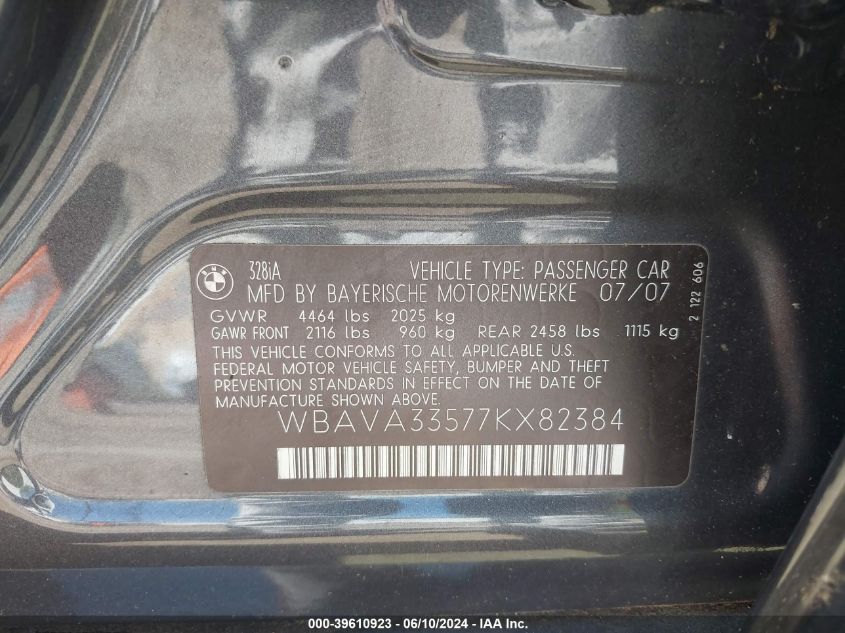 BMW
328iA VEHICLE TYPE: PASSENGER CAR
MFD BY BAYERISCHE MOTORENWERKE 07/07
GVWR 4464 lbs 2025 kg
GAWR FRONT 2116 lbs 960 kg REAR 2458 lbs 1115 kg
THIS VEHICLE CONFORMS TO ALL APPLICABLE U.S.
FEDERAL MOTOR VEHICLE SAFETY, BUMPER AND THEFT
PREVENTION STANDARDS IN EFFECT ON THE DATE OF
MANUFACTURE SHOWN ABOVE.
WBAVA33577KX82384
2 122 606
000-39610923 - 06/10/2024 - IAA Inc.